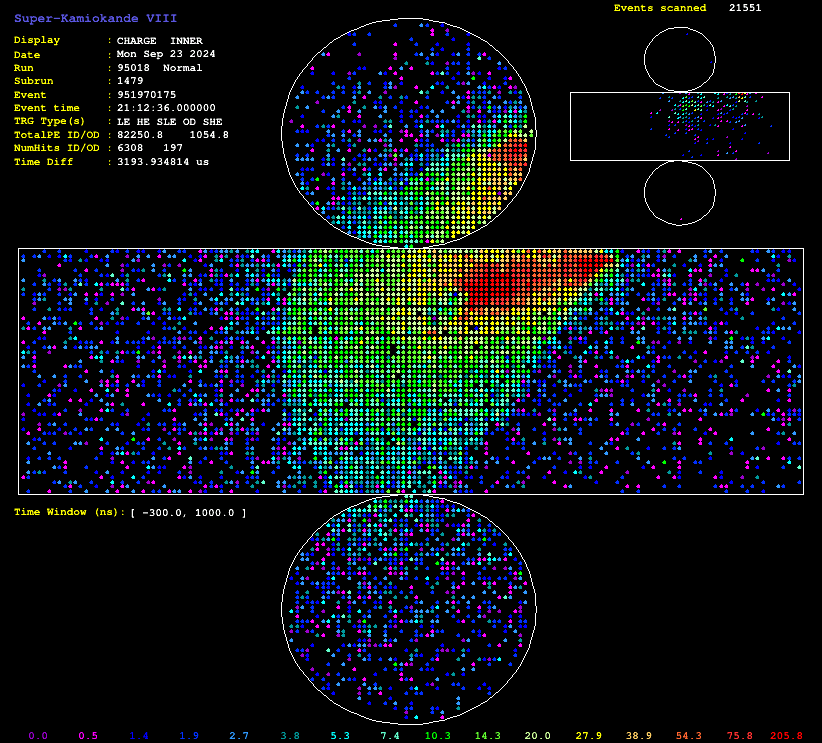 Super-Kamiokande VIII
Events scanned 21551
Display : CHARGE INNER
Date : Mon Sep 23 2024
Run : 95018 Normal
Subrun : 1479
Event : 951970175
Event time : 21:12:36.000000
TRG Type(s) : LE HE SLE OD SHE
TotalPE ID/OD : 82250.8 1054.8
NumHits ID/OD : 6308 197
Time Diff : 3193.934814 us
Time Window (ns): [ -300.0, 1000.0 ]
0.0 0.5 1.4 1.9 2.7 3.8 5.3 7.4 10.3 14.3 20.0 27.9 38.9 54.3 75.8 205.8